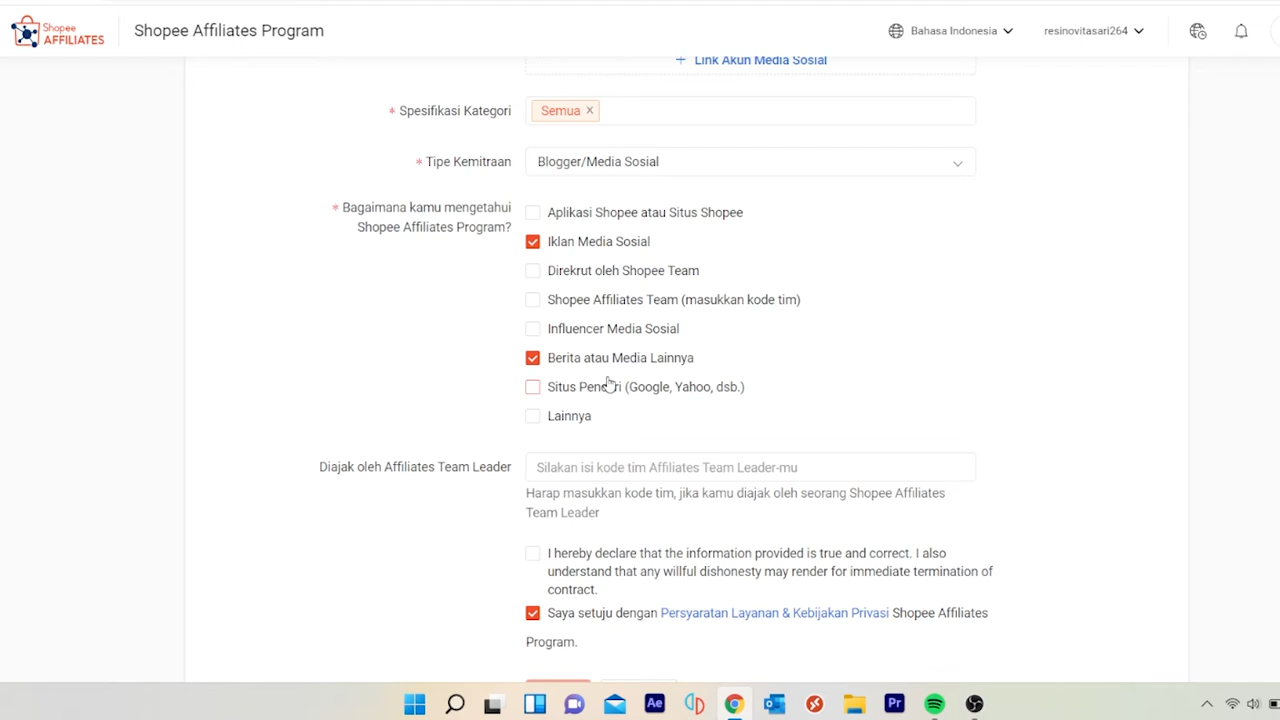 Shopee
AFFILIATES
Shopee Affiliates Program
Bahasa Indonesia
resinovitasari264
+ Link Akun Media Sosial
* Spesifikasi Kategori
Semua ×
* Tipe Kemitraan
Blogger/Media Sosial
* Bagaimana kamu mengetahui
Shopee Affiliates Program?
Aplikasi Shopee atau Situs Shopee
Iklan Media Sosial
Direkrut oleh Shopee Team
Shopee Affiliates Team (masukkan kode tim)
Influencer Media Sosial
Berita atau Media Lainnya
Situs Pencari (Google, Yahoo, dsb.)
Lainnya
Diajak oleh Affiliates Team Leader
Silakan isi kode tim Affiliates Team Leader-mu
Harap masukkan kode tim, jika kamu diajak oleh seorang Shopee Affiliates
Team Leader
I hereby declare that the information provided is true and correct. I also
understand that any willful dishonesty may render for immediate termination of
contract.
Saya setuju dengan Persyaratan Layanan & Kebijakan Privasi Shopee Affiliates
Program.
Ae
Pr